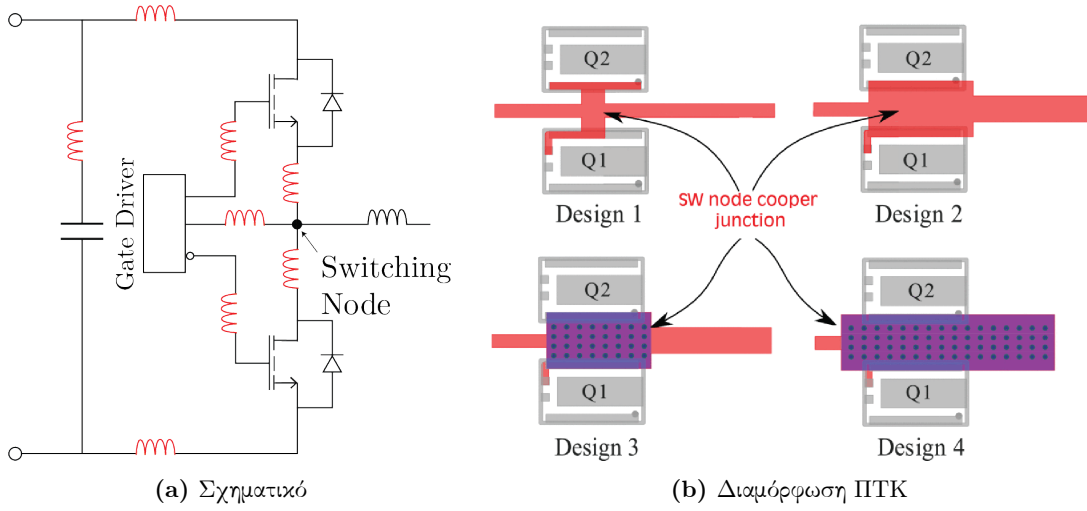 Gate Driver
Switching
Node
(a) Σχηματικό
Q2
Q1
Design 1
Q2
Q1
Design 2
SW node cooper
junction
Q2
Q1
Design 3
Q2
Q1
Design 4
(b) Διαμόρφωση ΠΤΚ